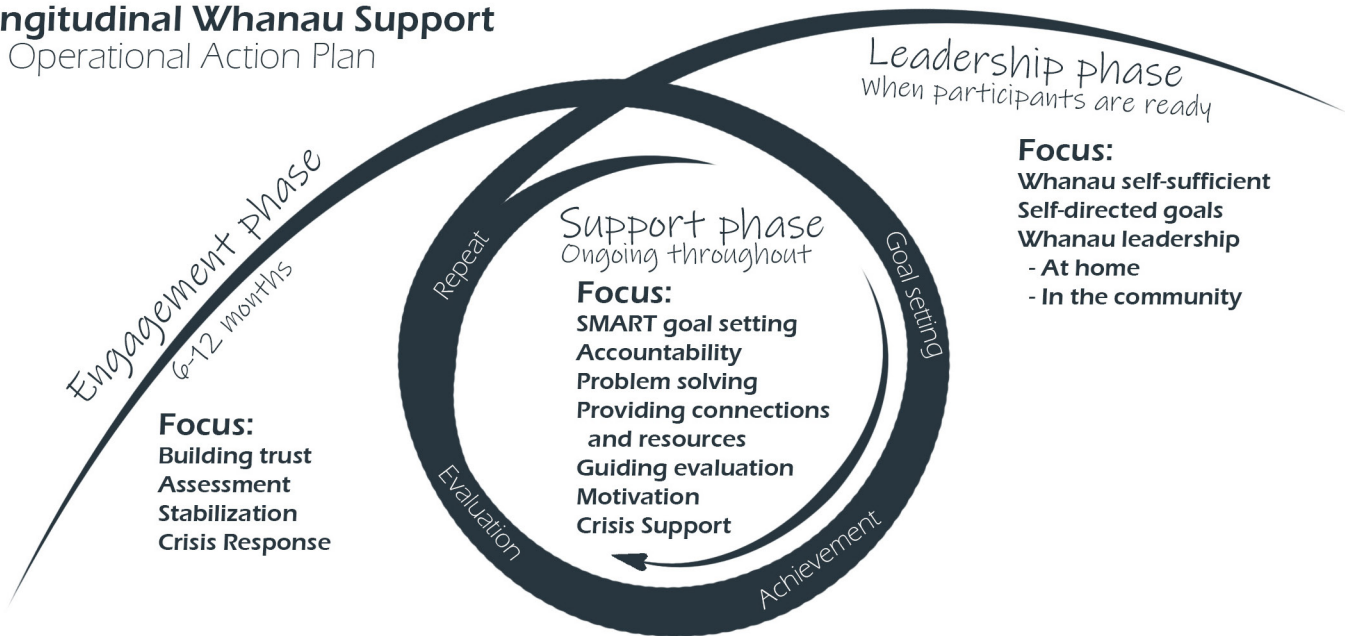 ngitudinal Whanau Support
Operational Action Plan
Engagement phase
6-12 months
Focus:
Building trust
Assessment
Stabilization
Crisis Response
Support phase
Ongoing throughout
Focus:
SMART goal setting
Accountability
Problem solving
Providing connections
and resources
Guiding evaluation
Motivation
Crisis Support
Goal setting
Achievement
Evaluation
Repeat
Leadership phase
When participants are ready
Focus:
Whanau self-sufficient
Self-directed goals
Whanau leadership
- At home
- In the community